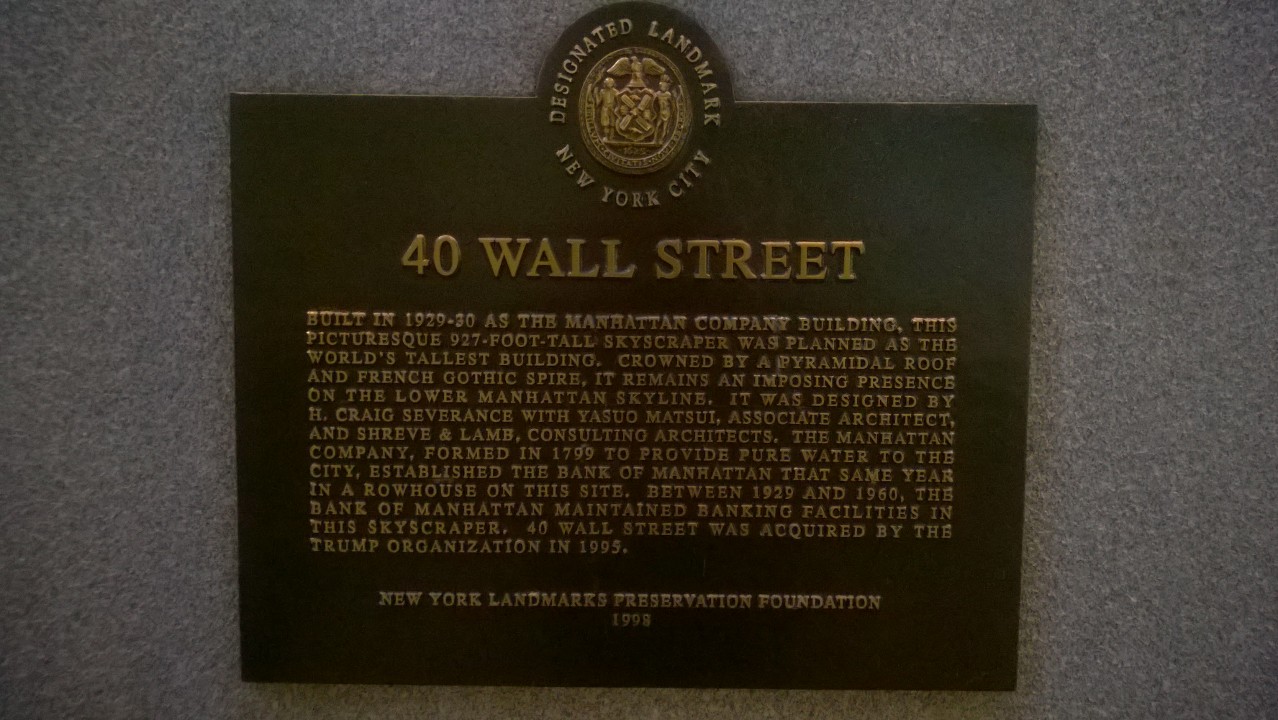 DESIGNATED LANDMARK
NEW YORK CITY
40 WALL STREET
BUILT IN 1929-30 AS THE MANHATTAN COMPANY BUILDING, THIS
PICTURESQUE 927-FOOT-TALL SKYSCRAPER WAS PLANNED AS THE
WORLD'S TALLEST BUILDING. CROWNED BY A PYRAMIDAL ROOF
AND FRENCH GOTHIC SPIRE, IT REMAINS AN IMPOSING PRESENCE
ON THE LOWER MANHATTAN SKYLINE. IT WAS DESIGNED BY
H. CRAIG SEVERANCE WITH YASUO MATSUI, ASSOCIATE ARCHITECT,
AND SHREVE & LAMB, CONSULTING ARCHITECTS. THE MANHATTAN
COMPANY, FORMED IN 1799 TO PROVIDE PURE WATER TO THE
CITY, ESTABLISHED THE BANK OF MANHATTAN THAT SAME YEAR
IN A ROWHOUSE ON THIS SITE. BETWEEN 1929 AND 1960, THE
BANK OF MANHATTAN MAINTAINED BANKING FACILITIES IN
THIS SKYSCRAPER. 40 WALL STREET WAS ACQUIRED BY THE
TRUMP ORGANIZATION IN 1995.
NEW YORK LANDMARKS PRESERVATION FOUNDATION
1998